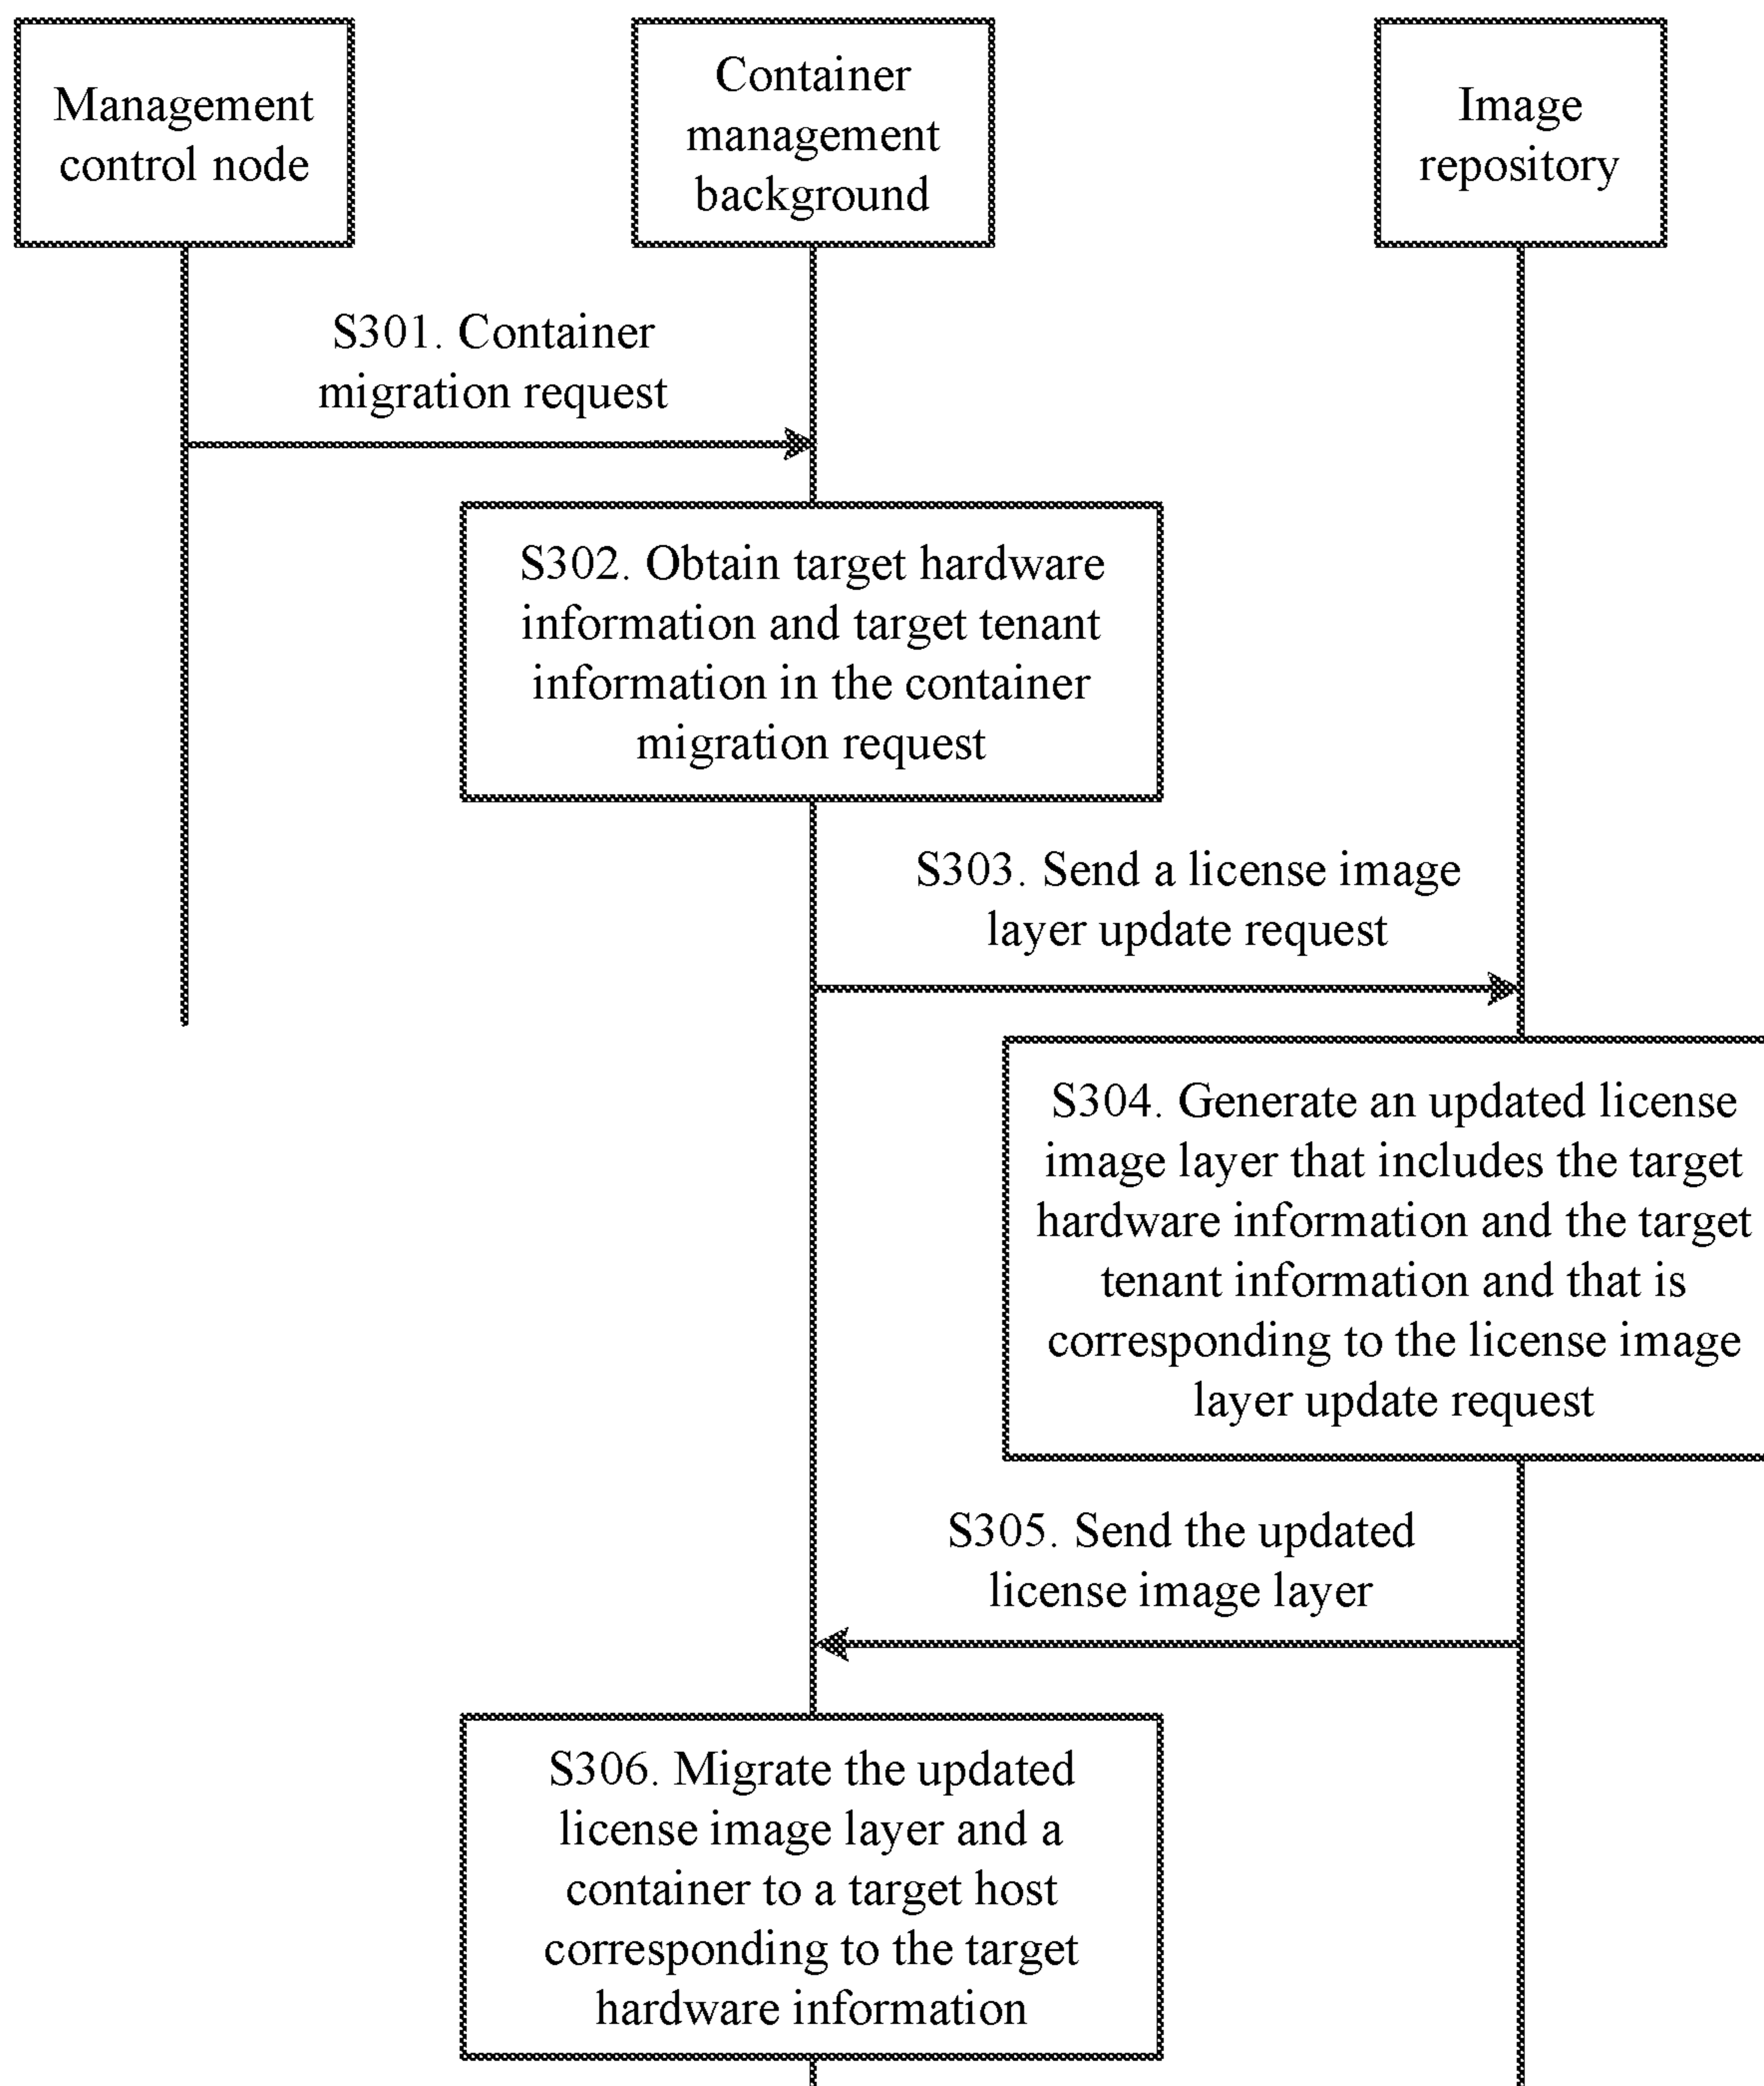 Management
control node
Container
management
background
Image
repository
S301. Container
migration request
S302. Obtain target hardware
information and target tenant
information in the container
migration request
S303. Send a license image
layer update request
S304. Generate an updated license
image layer that includes the target
hardware information and the target
tenant information and that is
corresponding to the license image
layer update request
S305. Send the updated
license image layer
S306. Migrate the updated
license image layer and a
container to a target host
corresponding to the target
hardware information